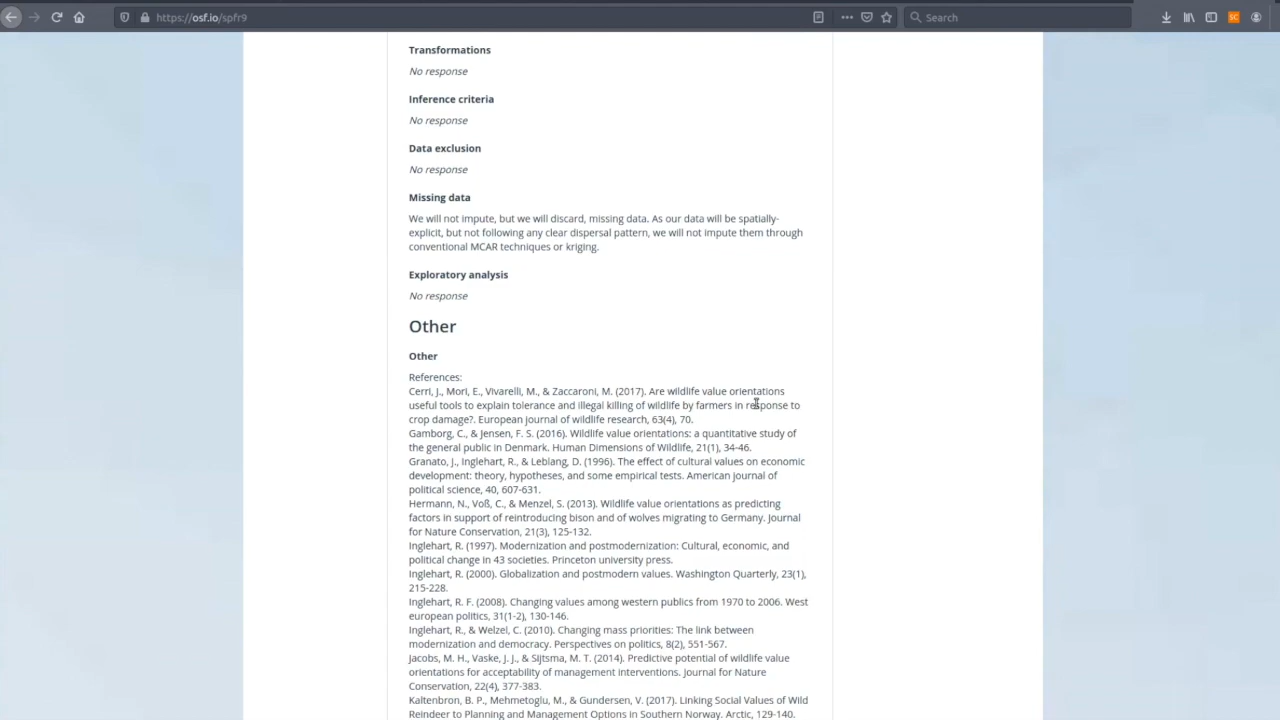 https://osf.io/spfr9
Search
Transformations
No response
Inference criteria
No response
Data exclusion
No response
Missing data
We will not impute, but we will discard, missing data. As our data will be spatially-
explicit, but not following any clear dispersal pattern, we will not impute them through
conventional MCAR techniques or kriging.
Exploratory analysis
No response
Other
Other
References:
Cerri, J., Mori, E., Vivarelli, M., & Zaccaroni, M. (2017). Are wildlife value orientations
useful tools to explain tolerance and illegal killing of wildlife by farmers in response to
crop damage?. European journal of wildlife research, 63(4), 70.
Gamborg, C., & Jensen, F. S. (2016). Wildlife value orientations: a quantitative study of
the general public in Denmark. Human Dimensions of Wildlife, 21(1), 34-46.
Granato, J., Inglehart, R., & Leblang, D. (1996). The effect of cultural values on economic
development: theory, hypotheses, and some empirical tests. American journal of
political science, 40, 607-631.
Hermann, N., Voß, C., & Menzel, S. (2013). Wildlife value orientations as predicting
factors in support of reintroducing bison and of wolves migrating to Germany. Journal
for Nature Conservation, 21(3), 125-132.
Inglehart, R. (1997). Modernization and postmodernization: Cultural, economic, and
political change in 43 societies. Princeton university press.
Inglehart, R. (2000). Globalization and postmodern values. Washington Quarterly, 23(1),
215-228.
Inglehart, R. F. (2008). Changing values among western publics from 1970 to 2006. West
european politics, 31(1-2), 130-146.
Inglehart, R., & Welzel, C. (2010). Changing mass priorities: The link between
modernization and democracy. Perspectives on politics, 8(2), 551-567.
Jacobs, M. H., Vaske, J. J., & Sijtsma, M. T. (2014). Predictive potential of wildlife value
orientations for acceptability of management interventions. Journal for Nature
Conservation, 22(4), 377-383.
Kaltenbron, B. P., Mehmetoglu, M., & Gundersen, V. (2017). Linking Social Values of Wild
Reindeer to Planning and Management Options in Southern Norway. Arctic, 129-140.